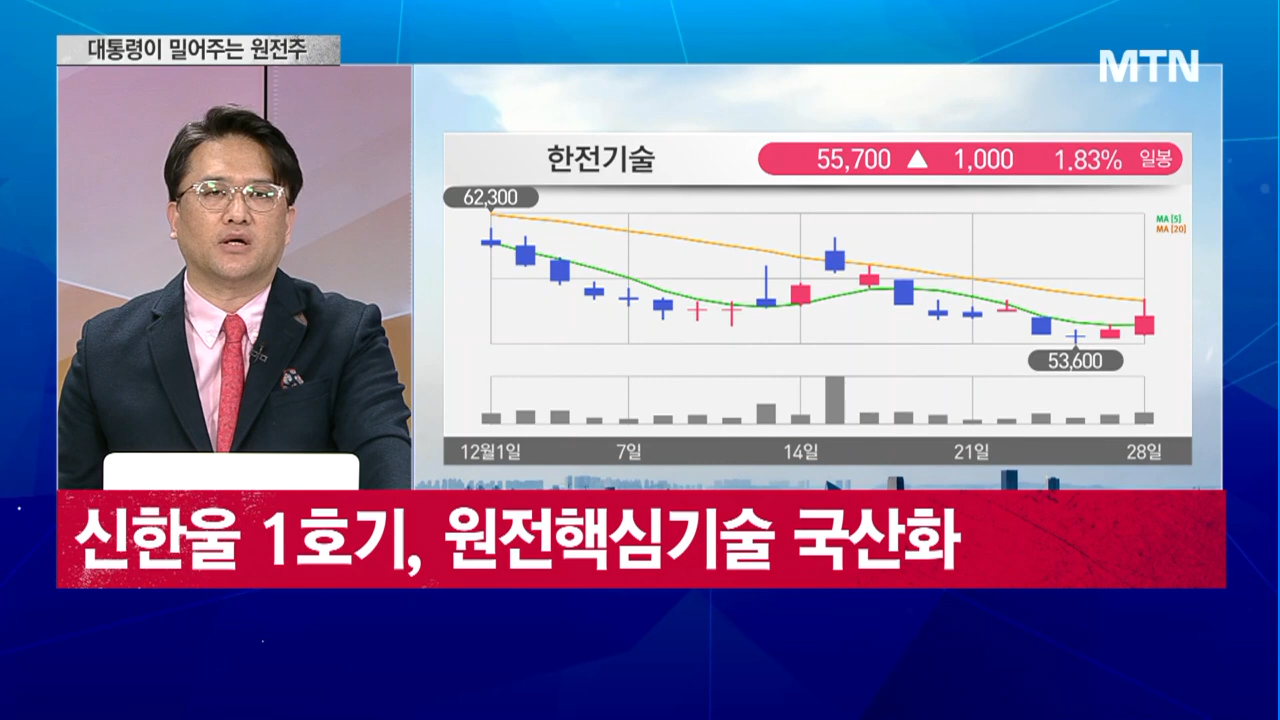 대통령이 밀어주는 원전주
MTN
한전기술
55,700 ▲ 1,000 1.83% 일봉
62,300
MA [5]
MA [20]
53,600
12월1일 7일 14일 21일 28일
신한울 1호기, 원전핵심기술 국산화